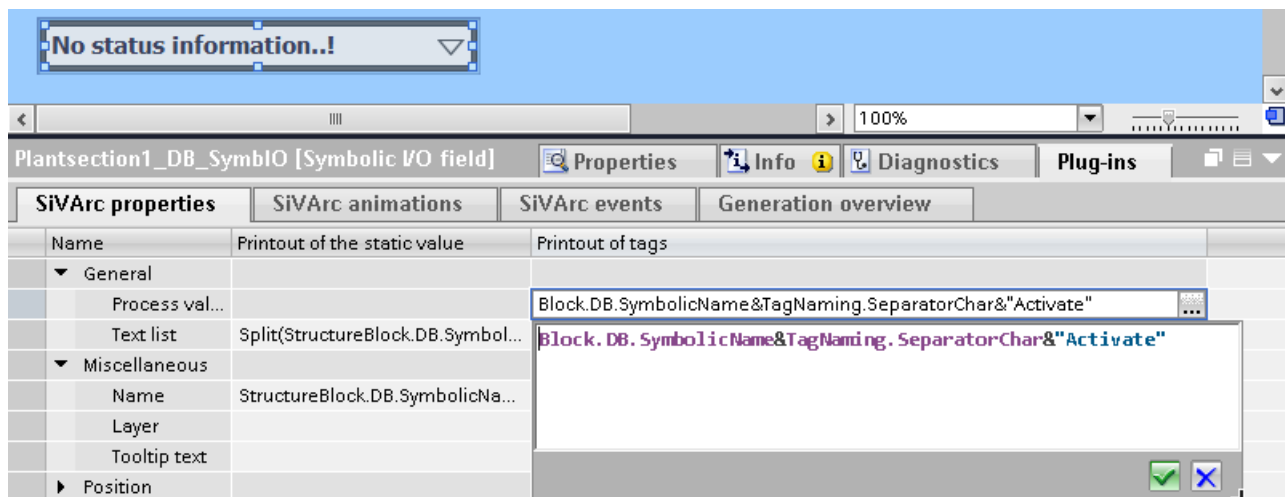 No status information..!
100%
Plantsection1_DB_SymbIO [Symbolic I/O field]
Properties
Info
Diagnostics
Plug-ins
SiVArc properties
SiVArc animations
SiVArc events
Generation overview
Name
Printout of the static value
Printout of tags
General
Process val...
Block.DB.SymbolicName&TagNaming.SeparatorChar&"Activate"
...
Text list
Split(StructureBlock.DB.Symbol...
Block.DB.SymbolicName&TagNaming.SeparatorChar&"Activate"
Miscellaneous
Name
StructureBlock.DB.SymbolicNa...
Layer
Tooltip text
Position